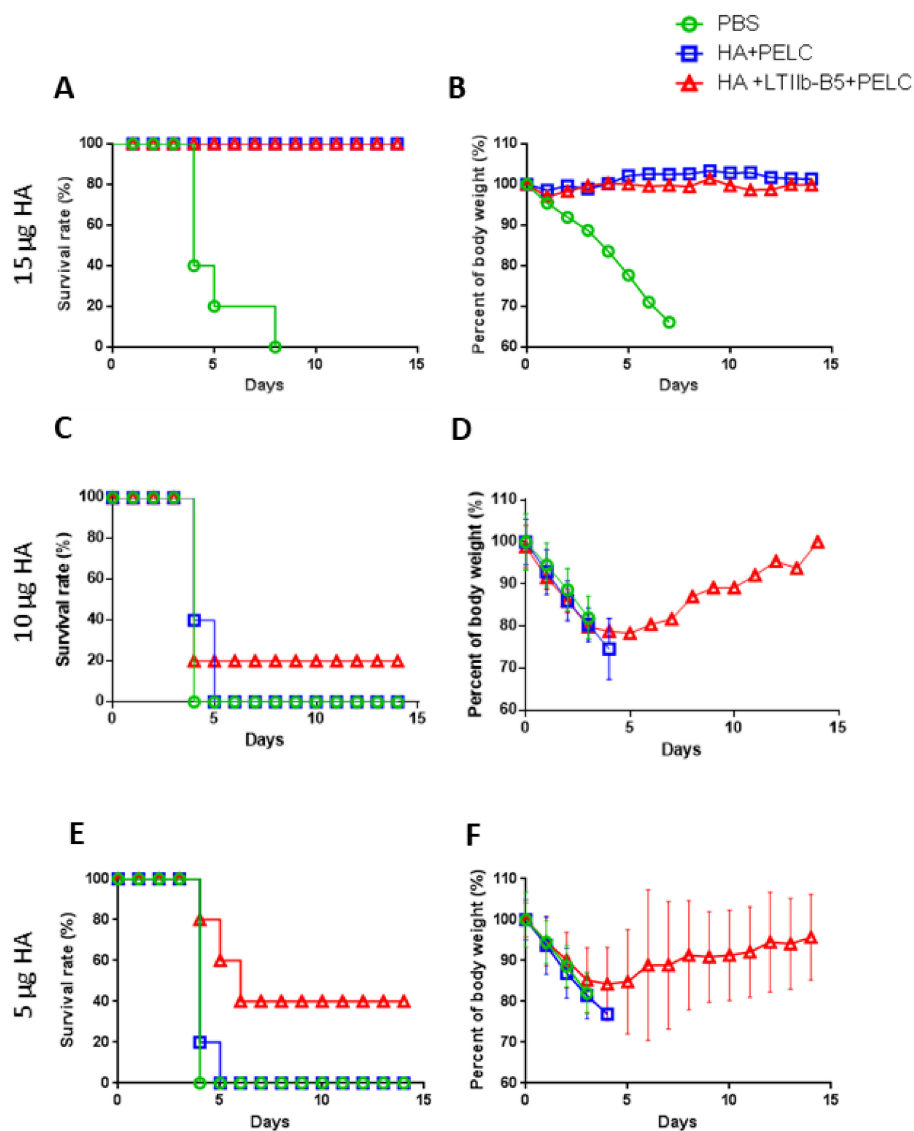 PBS
HA+PELC
HA +LTIIb-B5+PELC
A
B
15 µg HA
Survival rate (%)
100
80
60
40
20
0
0 5 10 15
Days
Percent of body weight (%)
110
100
90
80
70
60
0 5 10 15
Days
C
D
10 µg HA
Survival rate (%)
100
80
60
40
20
0
0 5 10 15
Days
Percent of body weight (%)
110
100
90
80
70
60
0 5 10 15
Days
E
F
5 µg HA
Survival rate (%)
100
80
60
40
20
0
0 5 10 15
Days
Percent of body weight (%)
110
100
90
80
70
60
0 5 10 15
Days